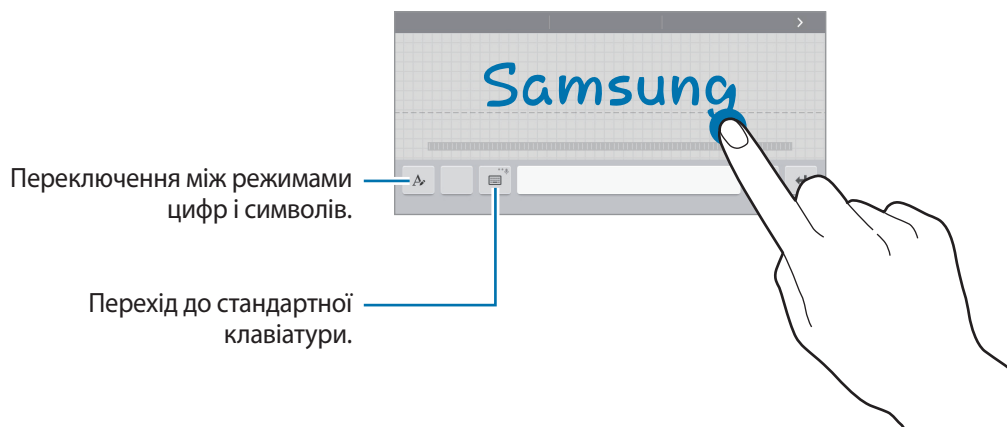 Samsung
Переключення між режимами
цифр і символів.
Перехід до стандартної
клавіатури.